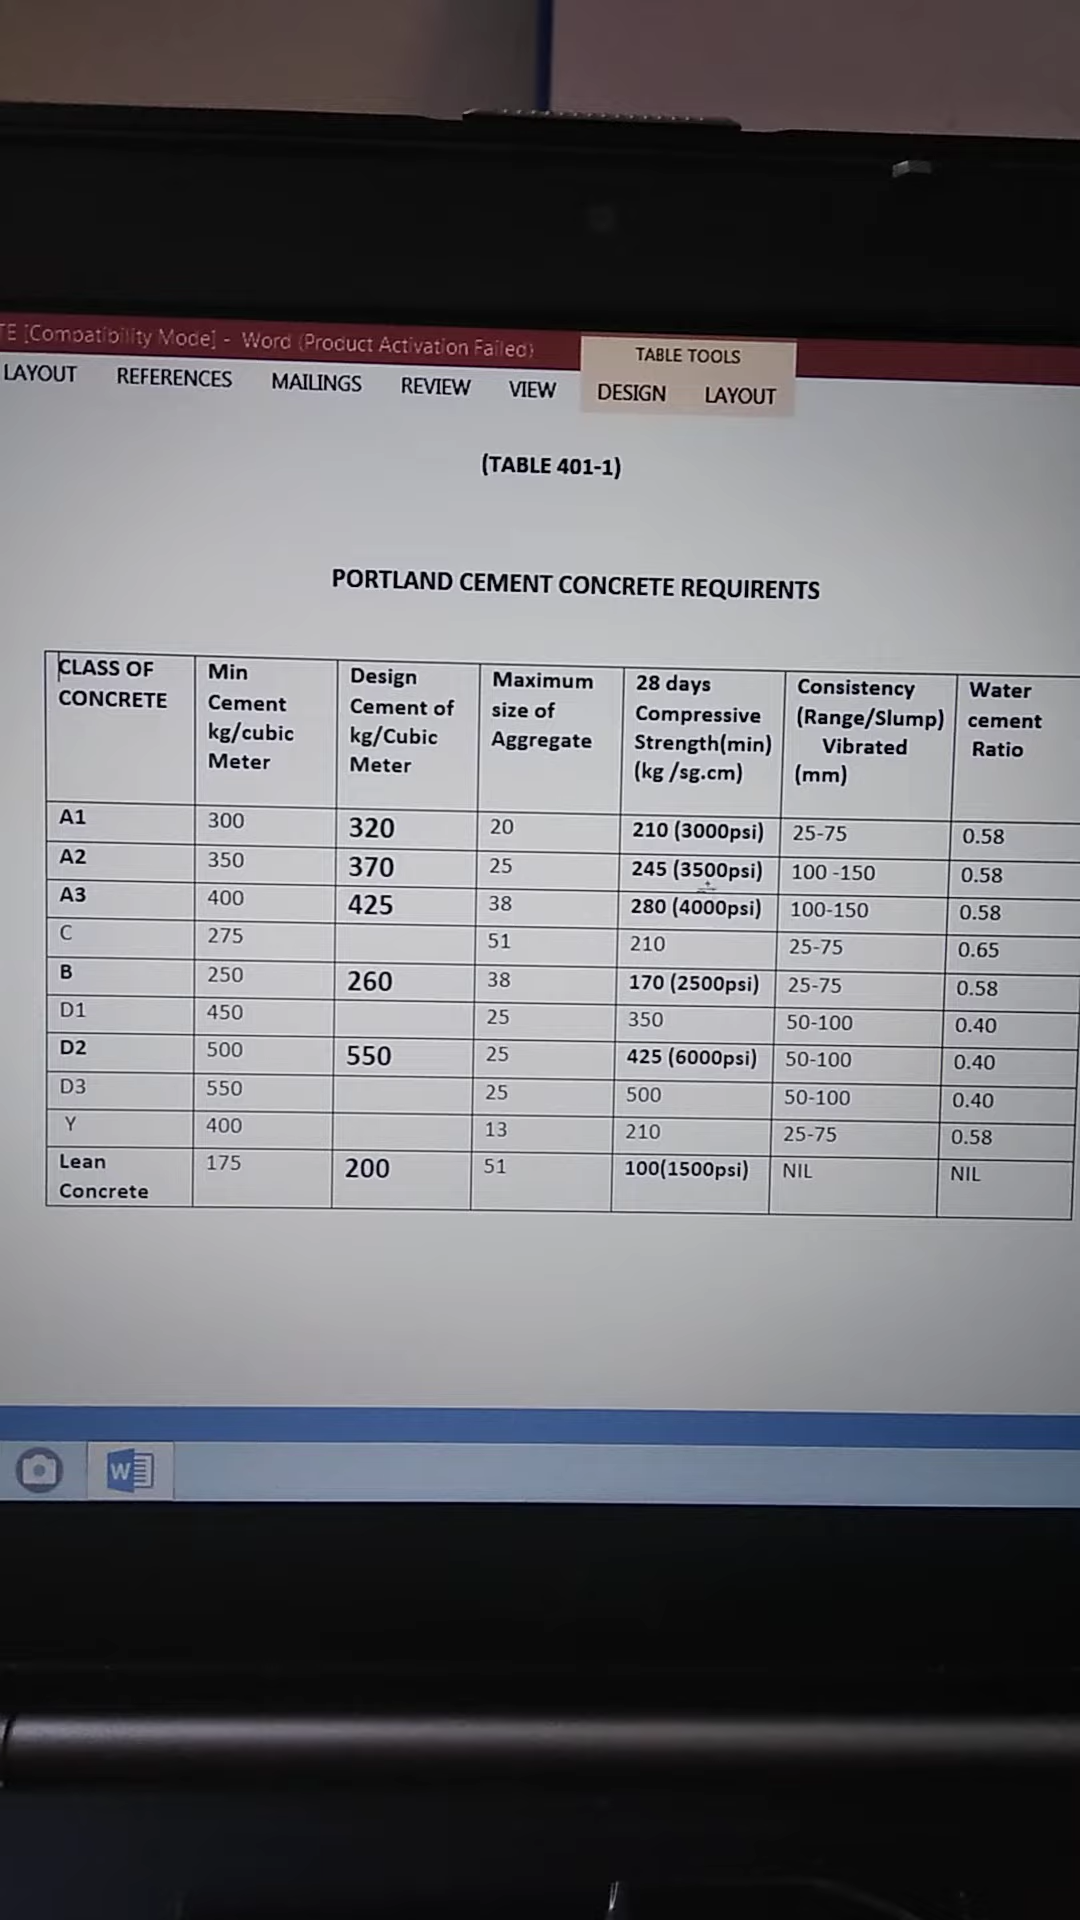 TE [Compatibility Mode] - Word (Product Activation Failed)
TABLE TOOLS
LAYOUT REFERENCES MAILINGS REVIEW VIEW DESIGN LAYOUT
(TABLE 401-1)
PORTLAND CEMENT CONCRETE REQUIRENTS
CLASS OF CONCRETE Min Cement kg/cubic Meter Design Cement of kg/Cubic Meter Maximum size of Aggregate 28 days Compressive Strength(min) (kg /sg.cm) Consistency (Range/Slump) Vibrated (mm) Water cement Ratio
A1 300 320 20 210 (3000psi) 25-75 0.58
A2 350 370 25 245 (3500psi) 100 -150 0.58
A3 400 425 38 280 (4000psi) 100-150 0.58
C 275 51 210 25-75 0.65
B 250 260 38 170 (2500psi) 25-75 0.58
D1 450 25 350 50-100 0.40
D2 500 550 25 425 (6000psi) 50-100 0.40
D3 550 25 500 50-100 0.40
Y 400 13 210 25-75 0.58
Lean Concrete 175 200 51 100(1500psi) NIL NIL
W